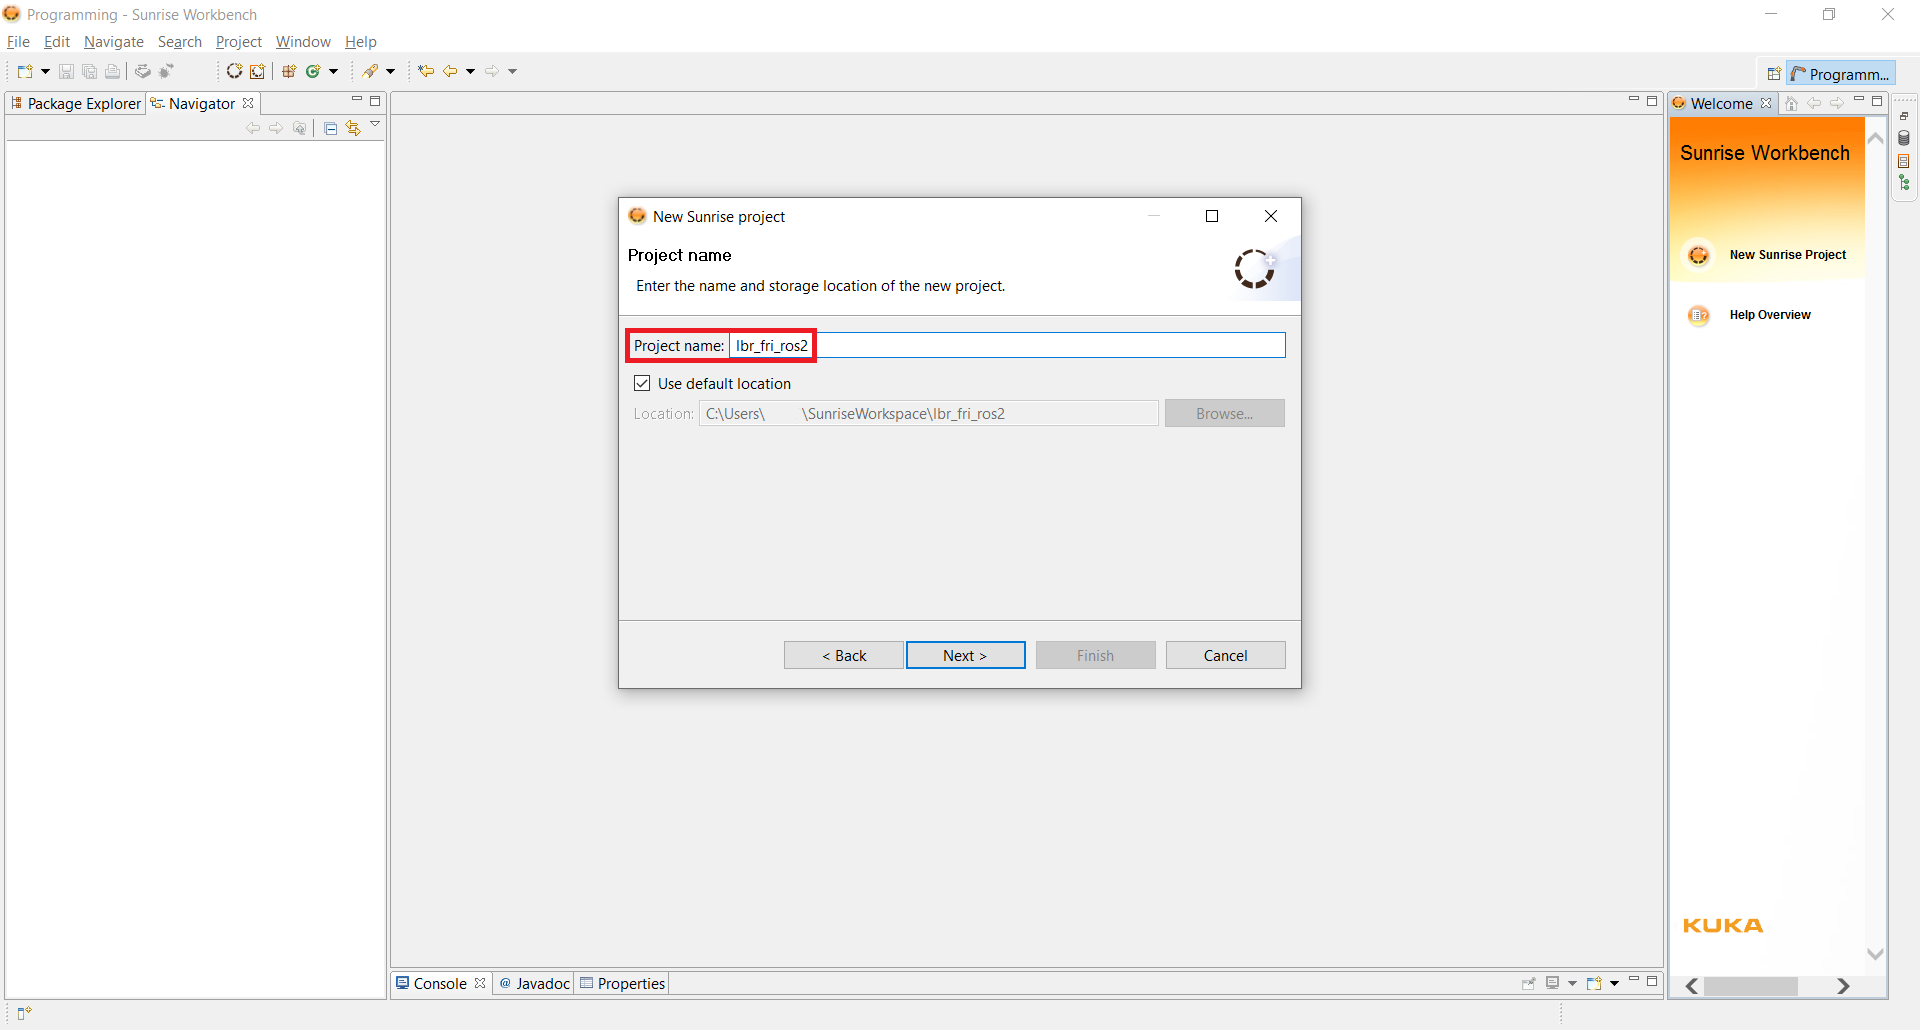 Programming - Sunrise Workbench
File Edit Navigate Search Project Window Help
Programm...
Package Explorer Navigator
Welcome
Sunrise Workbench
New Sunrise Project
Help Overview
KUKA
New Sunrise project
Project name
Enter the name and storage location of the new project.
Project name: lbr_fri_ros2
Use default location
Location: C:\Users\ \SunriseWorkspace\lbr_fri_ros2 Browse...
< Back Next > Finish Cancel
Console @ Javadoc Properties